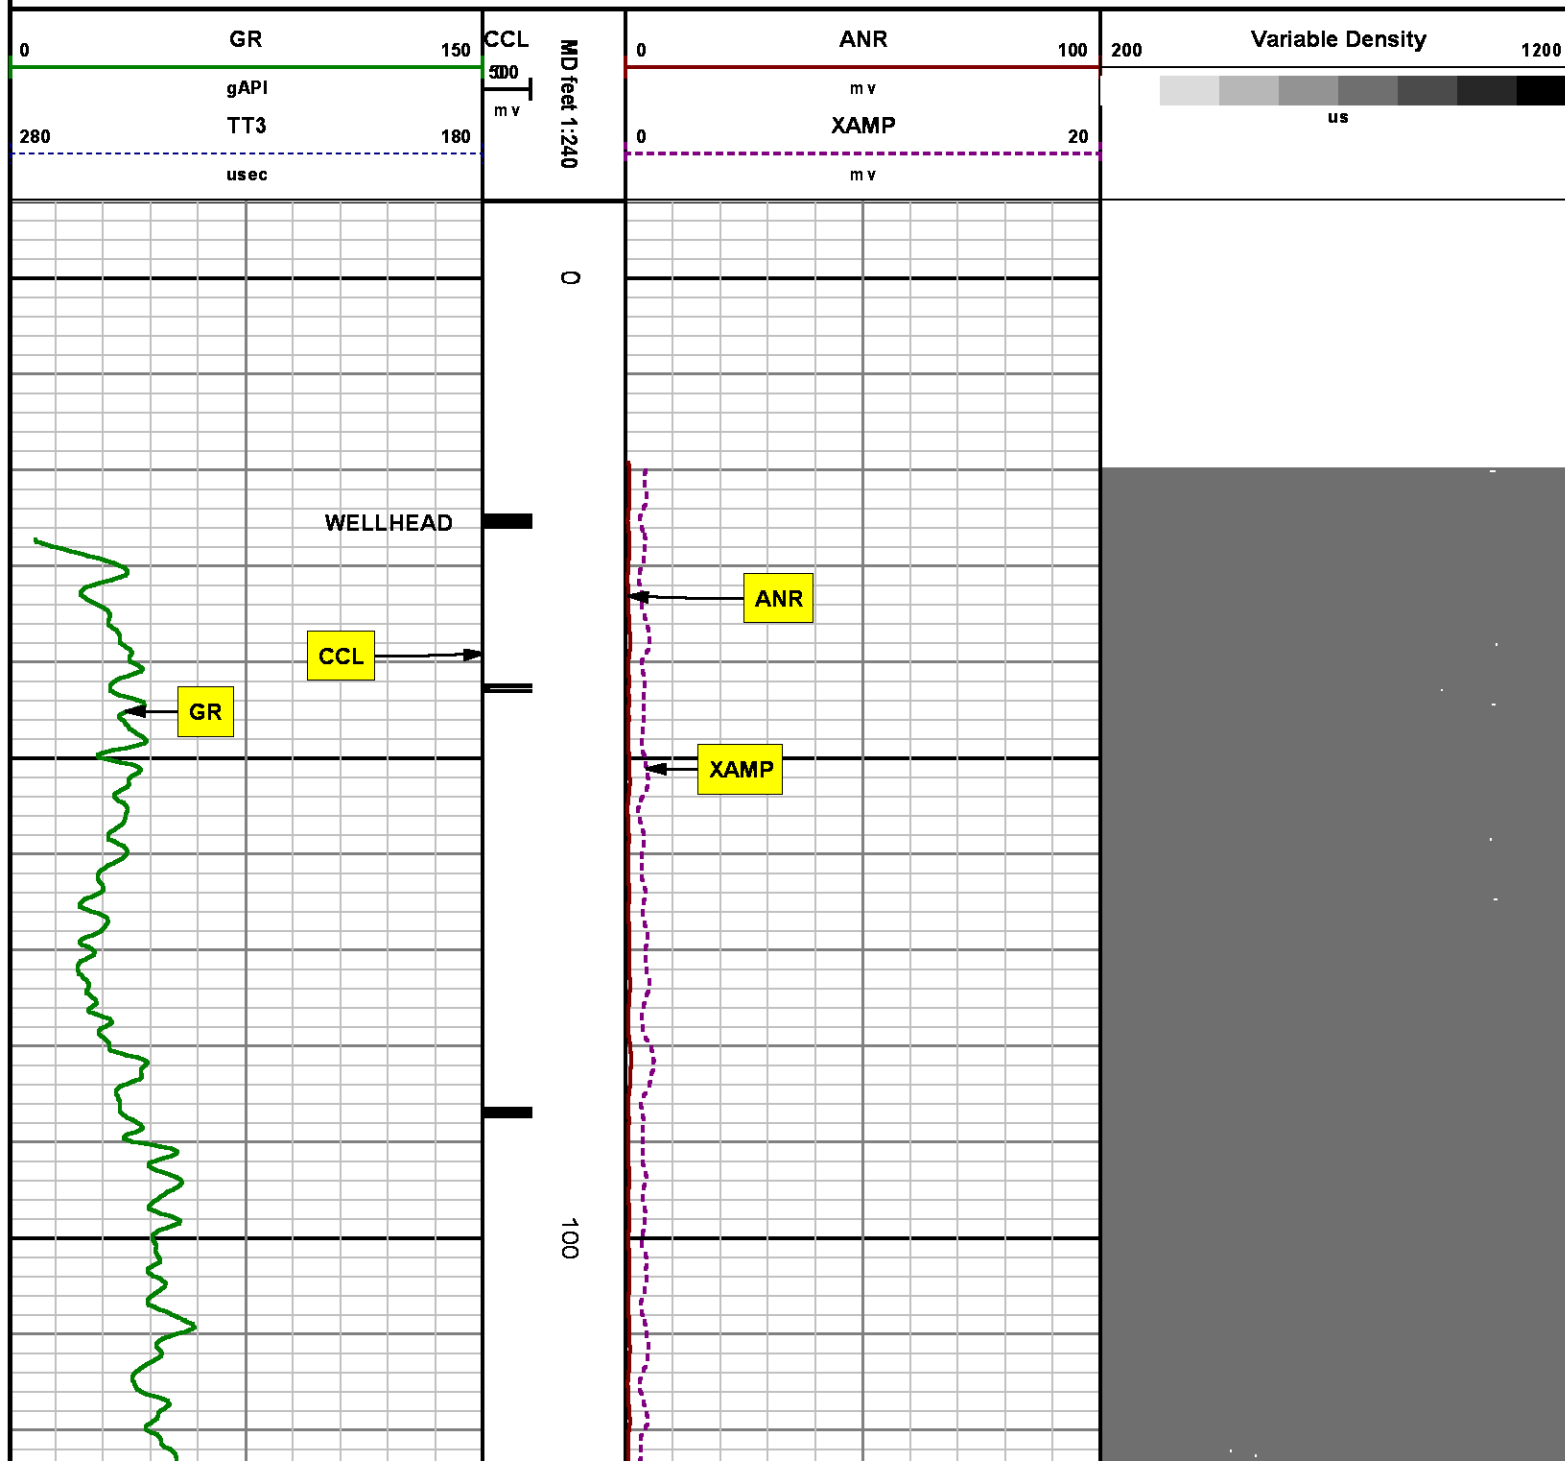 GR
0 150
gAPI
TT3
280 180
usec
CCL
500
mv
MD feet 1:240
ANR
0 100
mv
XAMP
0 20
mv
Variable Density
200 1200
us
0
WELLHEAD
ANR
CCL
GR
XAMP
100